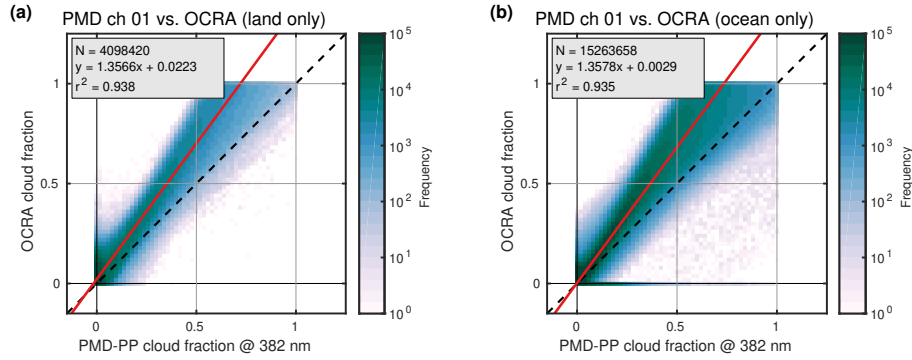 (a)
PMD ch 01 vs. OCRA (land only)
N = 4098420
y = 1.3566x + 0.0223
r² = 0.938
OCRA cloud fraction
1
0.5
0
0
0.5
1
PMD-PP cloud fraction @ 382 nm
10⁵
10⁴
10³
10²
10¹
10⁰
Frequency
(b)
PMD ch 01 vs. OCRA (ocean only)
N = 15263658
y = 1.3578x + 0.0029
r² = 0.935
OCRA cloud fraction
1
0.5
0
0
0.5
1
PMD-PP cloud fraction @ 382 nm
10⁵
10⁴
10³
10²
10¹
10⁰
Frequency